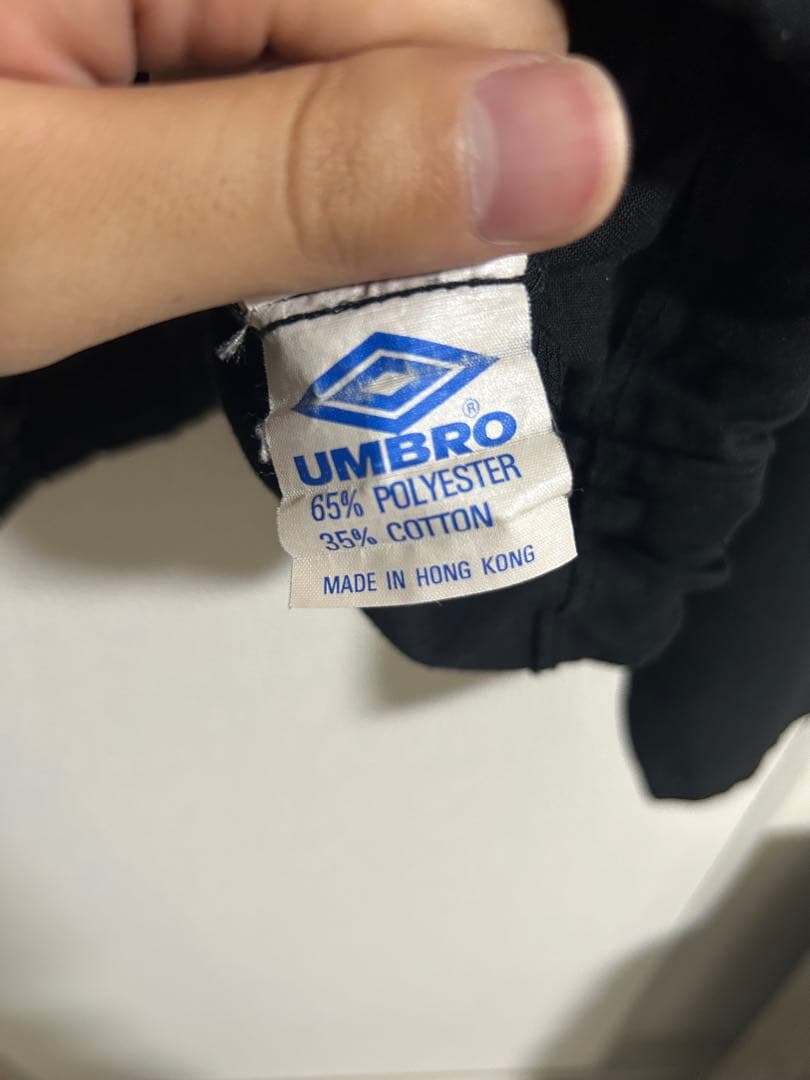 ®
UMBRO
65% POLYESTER
35% COTTON
MADE IN HONG KONG